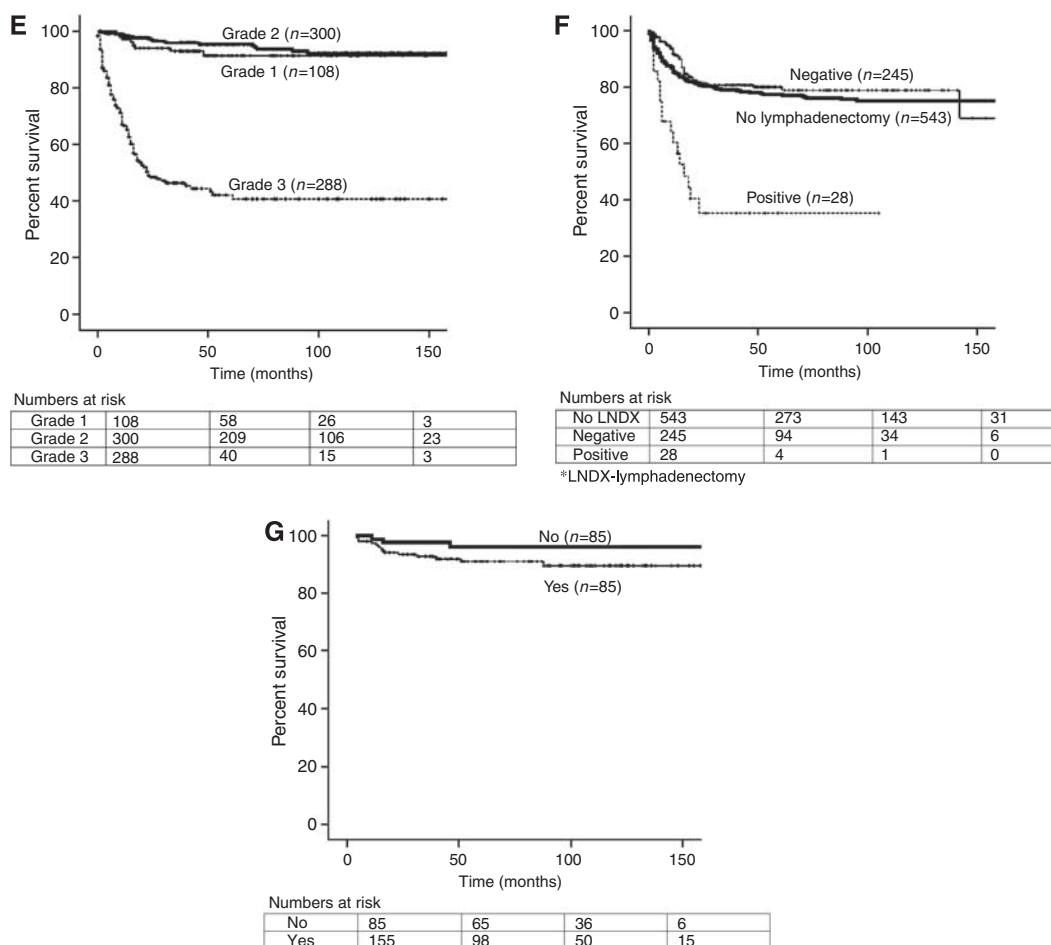 E
100
80
60
40
20
0
Percent survival
Grade 2 (n=300)
Grade 1 (n=108)
Grade 3 (n=288)
0 50 100 150
Time (months)
Numbers at risk
Grade 1 108 58 26 3
Grade 2 300 209 106 23
Grade 3 288 40 15 3
F
100
80
60
40
20
0
Percent survival
Negative (n=245)
No lymphadenectomy (n=543)
Positive (n=28)
0 50 100 150
Time (months)
Numbers at risk
No LNDX 543 273 143 31
Negative 245 94 34 6
Positive 28 4 1 0
*LNDX-lymphadenectomy
G
100
80
60
40
20
0
Percent survival
No (n=85)
Yes (n=85)
0 50 100 150
Time (months)
Numbers at risk
No 85 65 36 6
Yes 155 98 50 15